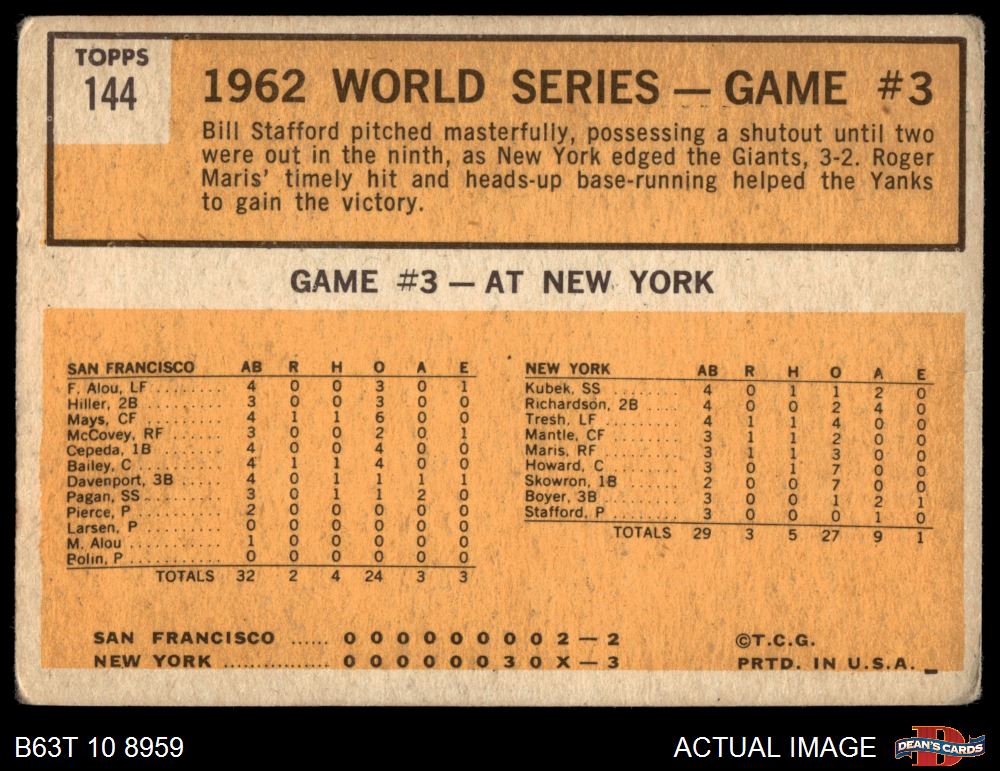 TOPPS
144
1962 WORLD SERIES — GAME #3
Bill Stafford pitched masterfully, possessing a shutout until two
were out in the ninth, as New York edged the Giants, 3-2. Roger
Maris' timely hit and heads-up base-running helped the Yanks
to gain the victory.
GAME #3 — AT NEW YORK
SAN FRANCISCO AB R H O A E
F. Alou, LF ......... 4 0 0 3 0 1
Hiller, 2B ......... 3 0 0 3 0 0
Mays, CF ......... 4 1 1 6 0 0
McCovey, RF ....... 3 0 0 2 0 1
Cepeda, 1B ........ 4 0 0 4 0 0
Bailey, C .......... 4 1 1 4 0 0
Davenport, 3B ..... 4 0 1 1 1 1
Pagan, SS ......... 3 0 1 1 2 0
Pierce, P .......... 2 0 0 0 0 0
Larsen, P .......... 0 0 0 0 0 0
M. Alou ........... 1 0 0 0 0 0
Bolin, P ........... 0 0 0 0 0 0
TOTALS 32 2 4 24 3 3
NEW YORK AB R H O A E
Kubek, SS ......... 4 0 1 1 2 0
Richardson, 2B .... 4 0 0 2 4 0
Tresh, LF .......... 4 1 1 4 0 0
Mantle, CF ........ 3 1 1 2 0 0
Maris, RF ......... 3 1 1 3 0 0
Howard, C ......... 3 0 1 7 0 0
Skowron, 1B ....... 2 0 0 7 0 0
Boyer, 3B ......... 3 0 0 1 2 1
Stafford, P ........ 3 0 0 0 1 0
TOTALS 29 3 5 27 9 1
SAN FRANCISCO ...... 0 0 0 0 0 0 0 0 2 — 2
NEW YORK .............. 0 0 0 0 0 0 3 0 X — 3
©T.C.G.
PRTD. IN U.S.A.
B63T 10 8959
ACTUAL IMAGE
D
DEAN'S CARDS